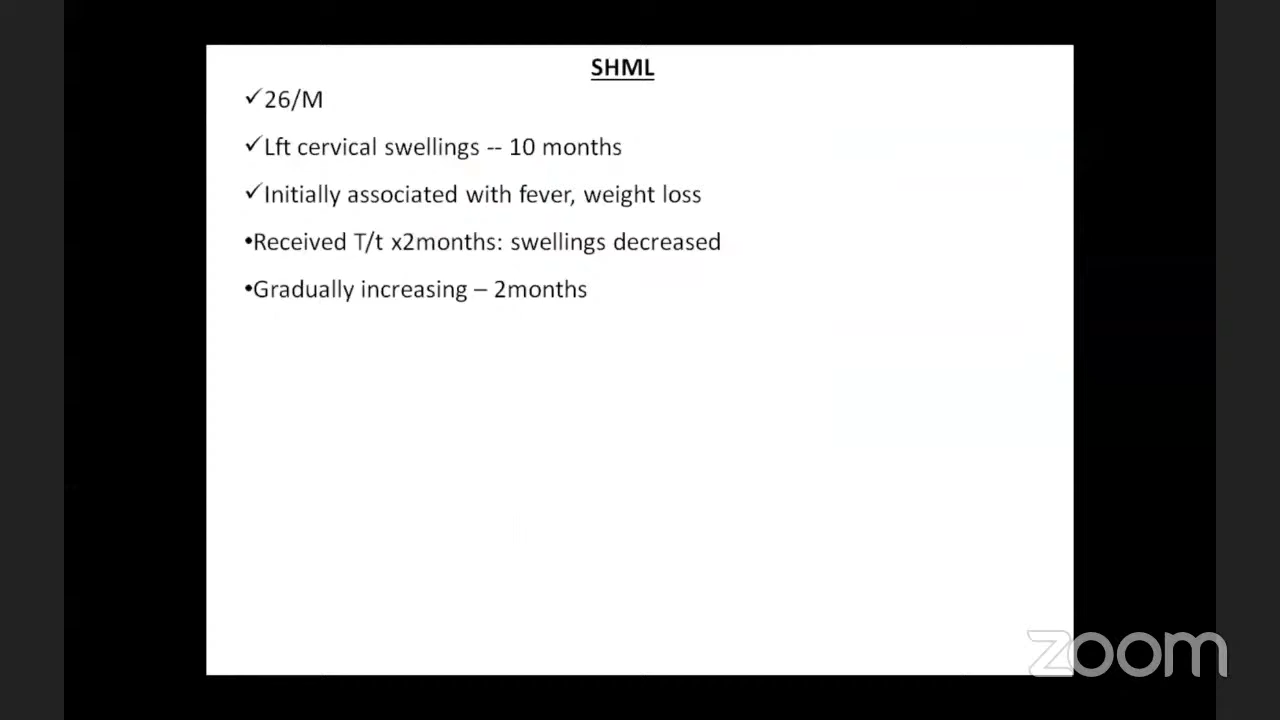 SHML
✓26/M
✓Lft cervical swellings -- 10 months
✓Initially associated with fever, weight loss
•Received T/t x2months: swellings decreased
•Gradually increasing – 2months
zoom